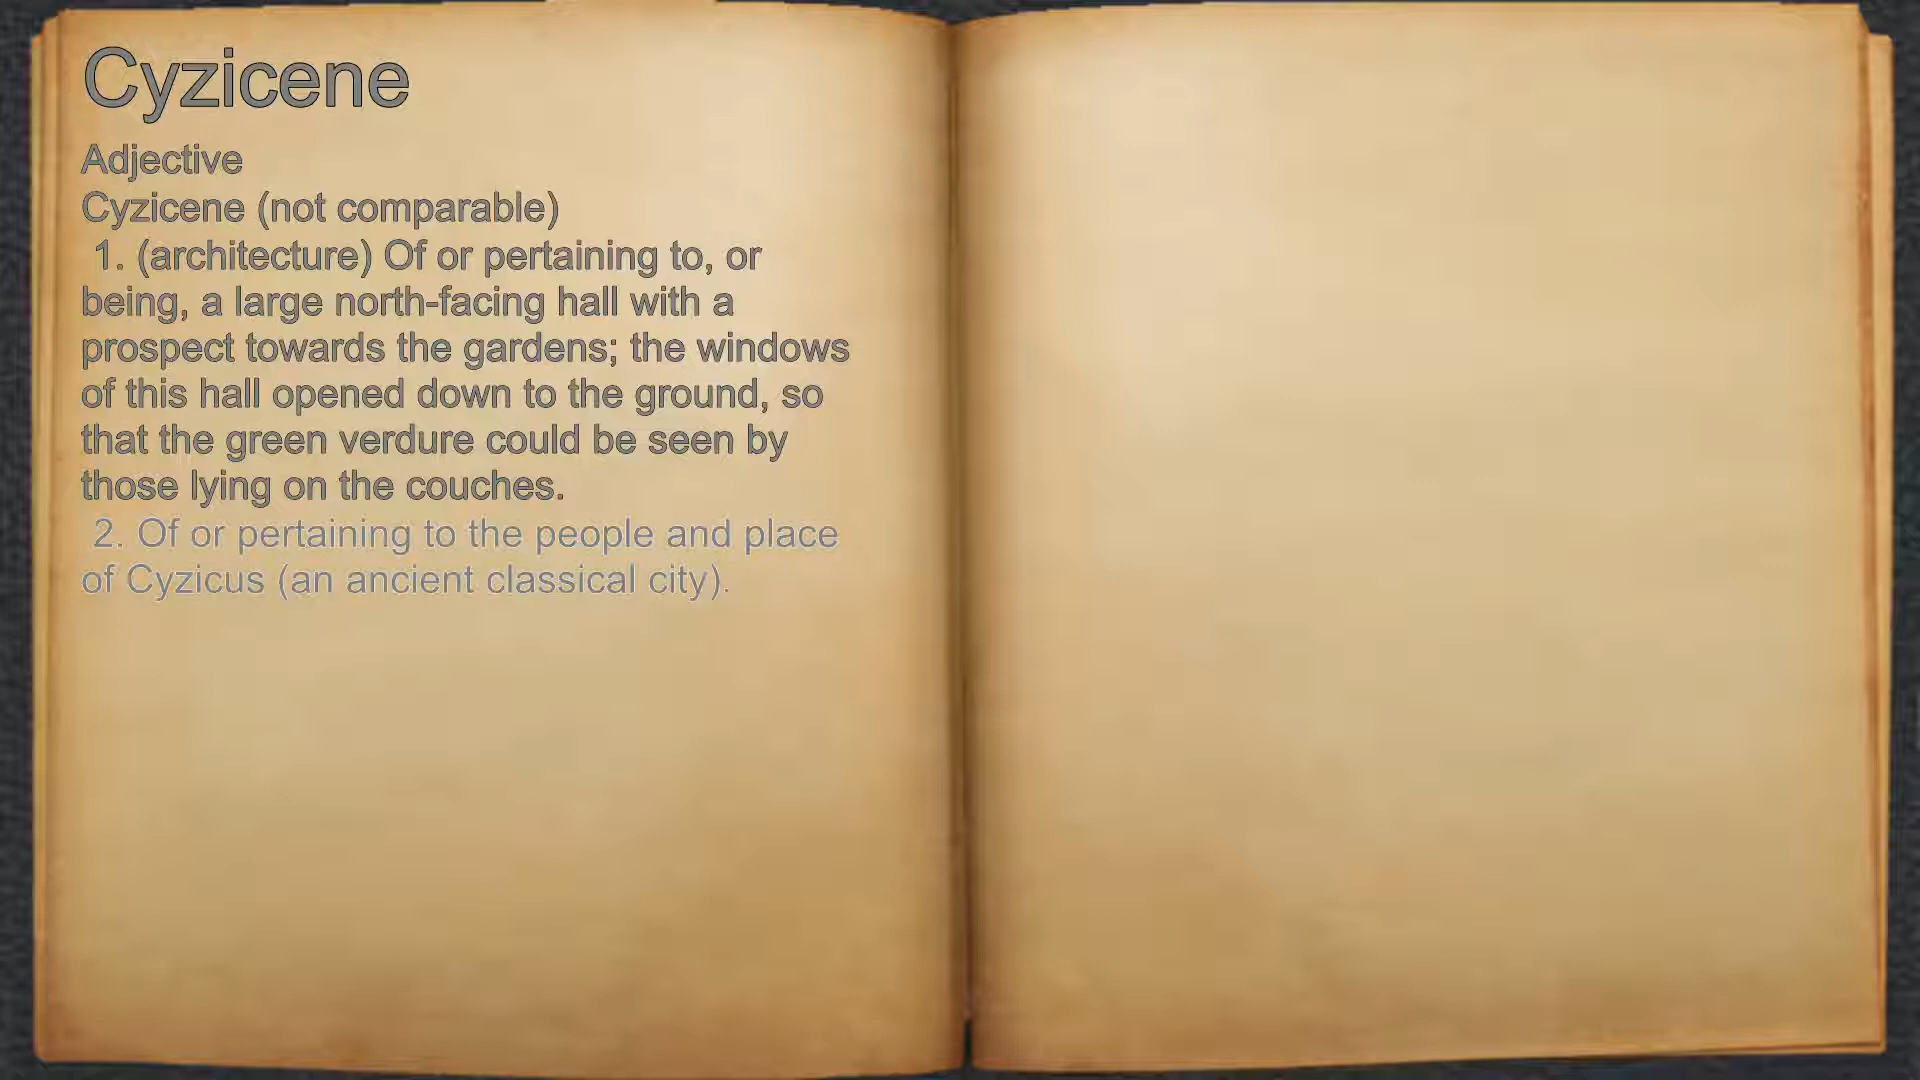 Cyzicene
Adjective
Cyzicene (not comparable)
1. (architecture) Of or pertaining to, or
being, a large north-facing hall with a
prospect towards the gardens; the windows
of this hall opened down to the ground, so
that the green verdure could be seen by
those lying on the couches.
2. Of or pertaining to the people and place
of Cyzicus (an ancient classical city).